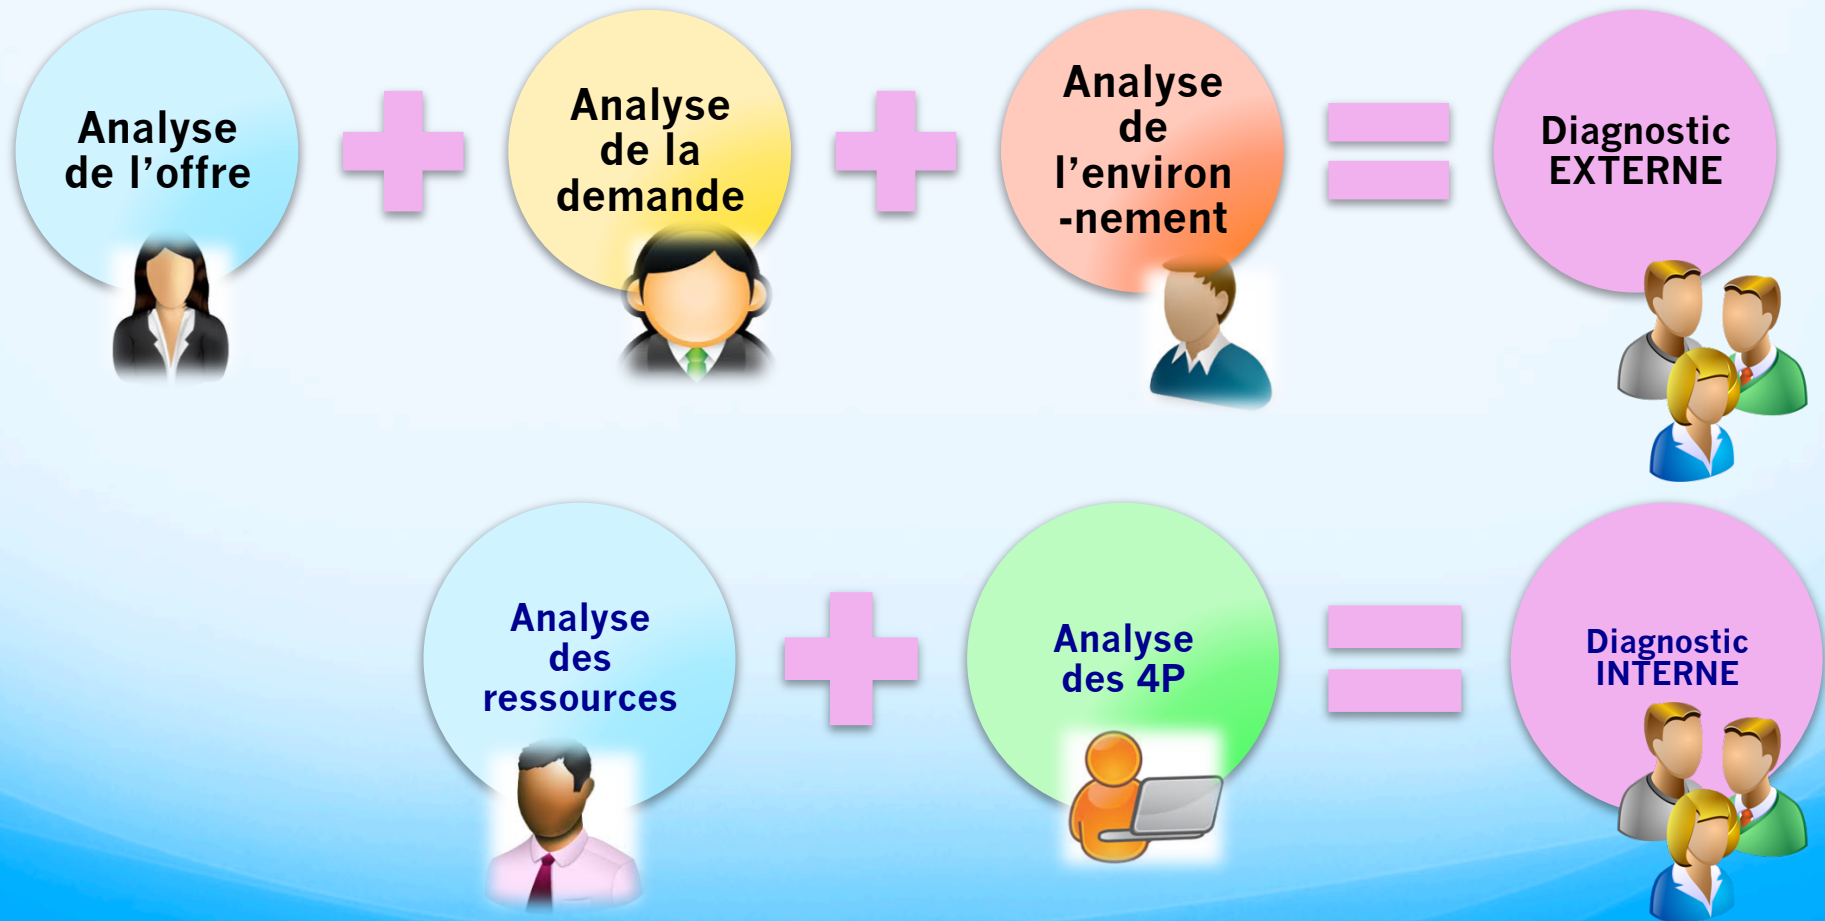 Analyse
de l’offre
Analyse
de la
demande
Analyse
de
l’environ
-nement
Diagnostic
EXTERNE
Analyse
des
ressources
Analyse
des 4P
Diagnostic
INTERNE